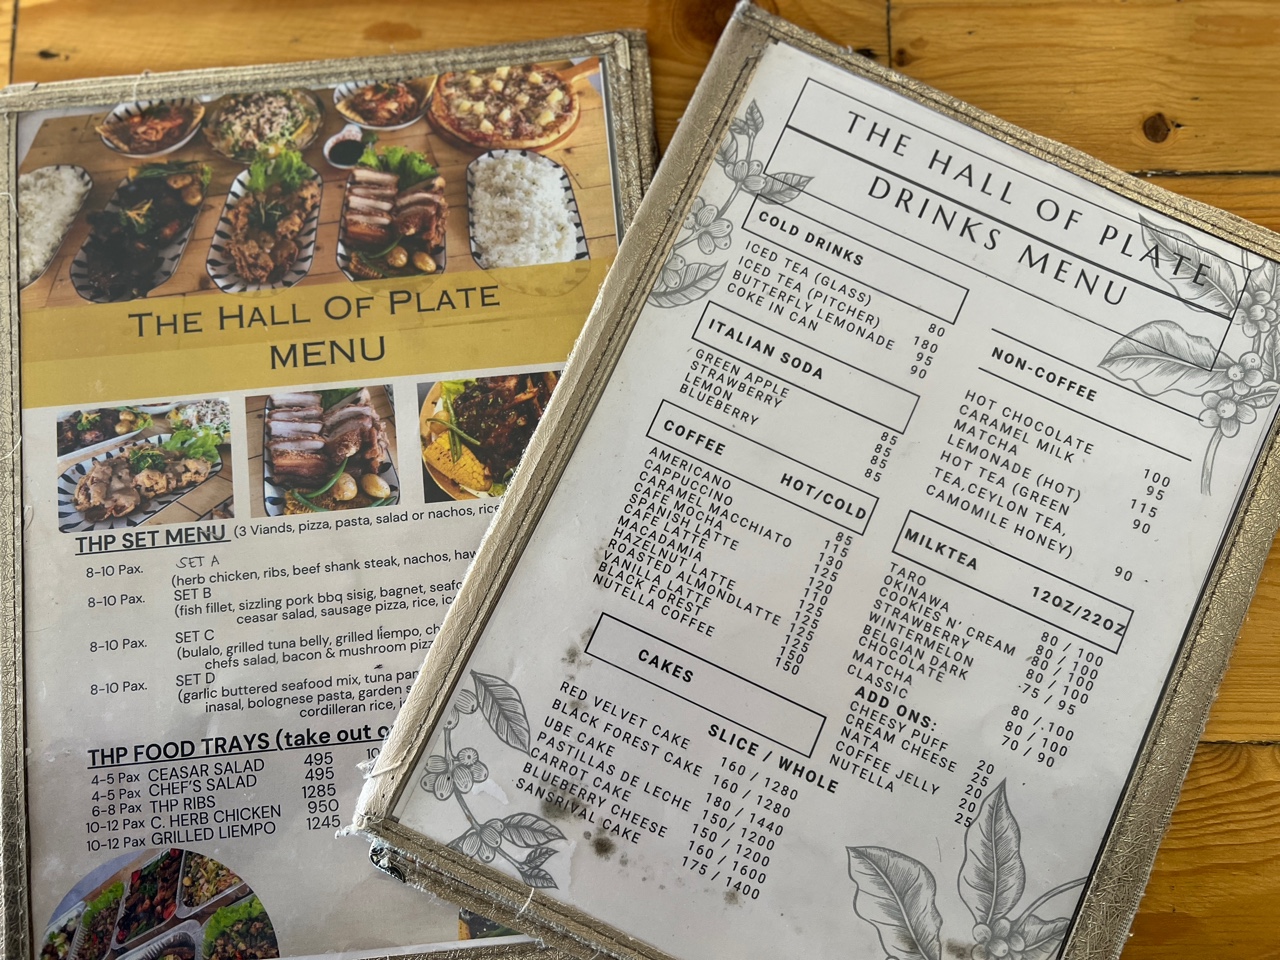 THE HALL OF PLATE
MENU
THP SET MENU (3 Viands, pizza, pasta, salad or nachos, rice
8-10 Pax. SET A
(herb chicken, ribs, beef shank steak, nachos, haw
8-10 Pax. SET B
(fish fillet, sizzling pork bbq sisig, bagnet, seafo
ceasar salad, sausage pizza, rice, ic
8-10 Pax. SET C
(bulalo, grilled tuna belly, grilled liempo, ch
chefs salad, bacon & mushroom pizz
8-10 Pax. SET D
(garlic buttered seafood mix, tuna pan
inasal, bolognese pasta, garden s
cordilleran rice, i
THP FOOD TRAYS (take out o
4-5 Pax CEASAR SALAD 495 10
4-5 Pax CHEF'S SALAD 495
6-8 Pax THP RIBS 1285
10-12 Pax C. HERB CHICKEN 950
10-12 Pax GRILLED LIEMPO 1245
THE HALL OF PLATE
DRINKS MENU
COLD DRINKS
ICED TEA (GLASS) 80
ICED TEA (PITCHER) 180
BUTTERFLY LEMONADE 95
COKE IN CAN 90
ITALIAN SODA
GREEN APPLE 85
STRAWBERRY 85
LEMON 85
BLUEBERRY 85
COFFEE HOT/COLD
AMERICANO 85
CAPPUCCINO 115
CARAMEL MACCHIATO 130
CAFE MOCHA 125
SPANISH LATTE 120
CAFE LATTE 110
MACADAMIA 125
HAZELNUT LATTE 125
ROASTED ALMONDLATTE 125
VANILLA LATTE 125
BLACK FOREST 150
NUTELLA COFFEE 150
CAKES SLICE / WHOLE
RED VELVET CAKE 160 / 1280
BLACK FOREST CAKE 160 / 1280
UBE CAKE 180 / 1440
PASTILLAS DE LECHE 150/ 1200
CARROT CAKE 150 / 1200
BLUEBERRY CHEESE 160 / 1600
SANSRIVAL CAKE 175 / 1400
NON-COFFEE
HOT CHOCOLATE 100
CARAMEL MILK 95
MATCHA 115
LEMONADE (HOT) 90
HOT TEA (GREEN
TEA,CEYLON TEA,
CAMOMILE HONEY) 90
MILKTEA 12OZ/22OZ
TARO 80 / 100
OKINAWA 80 / 100
COOKIES N' CREAM 80 / 100
STRAWBERRY 80 / 100
WINTERMELON 75 / 95
BELGIAN DARK
CHOCOLATE 80 / 100
MATCHA 80 / 100
CLASSIC 70 / 90
ADD ONS:
CHEESY PUFF 20
CREAM CHEESE 25
NATA 20
COFFEE JELLY 20
NUTELLA 25